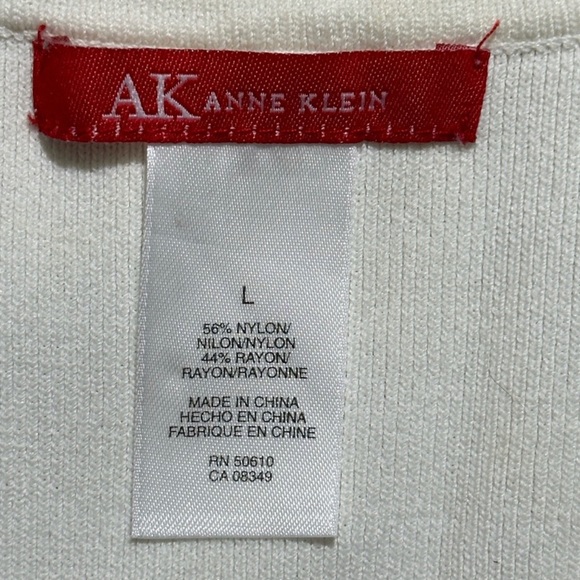 AK ANNE KLEIN
L
56% NYLON/
NILON/NYLON
44% RAYON/
RAYON/RAYONNE
MADE IN CHINA
HECHO EN CHINA
FABRIQUE EN CHINE
RN 50610
CA 08349